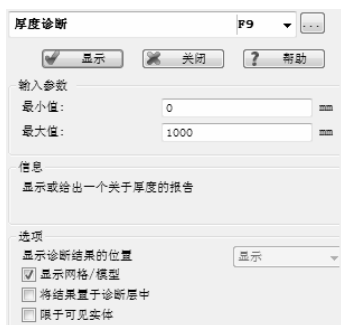 厚度诊断 F9 ...
显示 关闭 ? 帮助
输入参数
最小值: 0 mm
最大值: 1000 mm
信息
显示或给出一个关于厚度的报告
选项
显示诊断结果的位置 显示
显示网格/模型
将结果置于诊断层中
限于可见实体